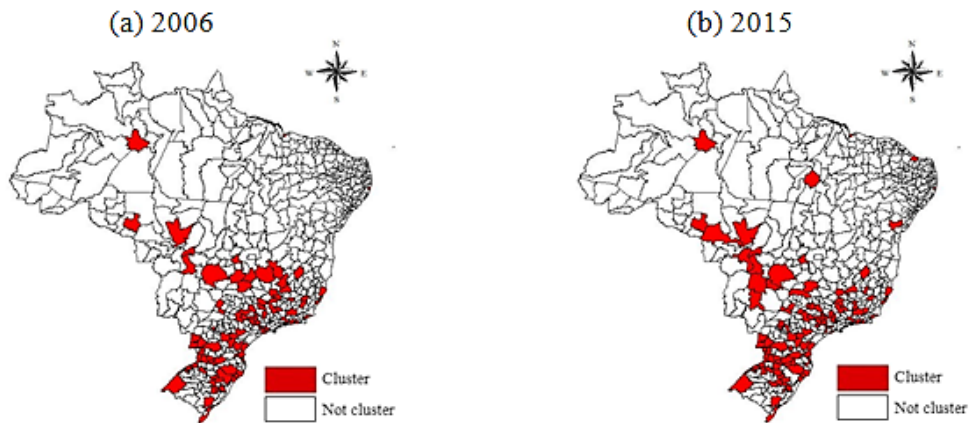 (a) 2006
(b) 2015
N
W E
S
N
W E
S
Cluster
Not cluster
Cluster
Not cluster